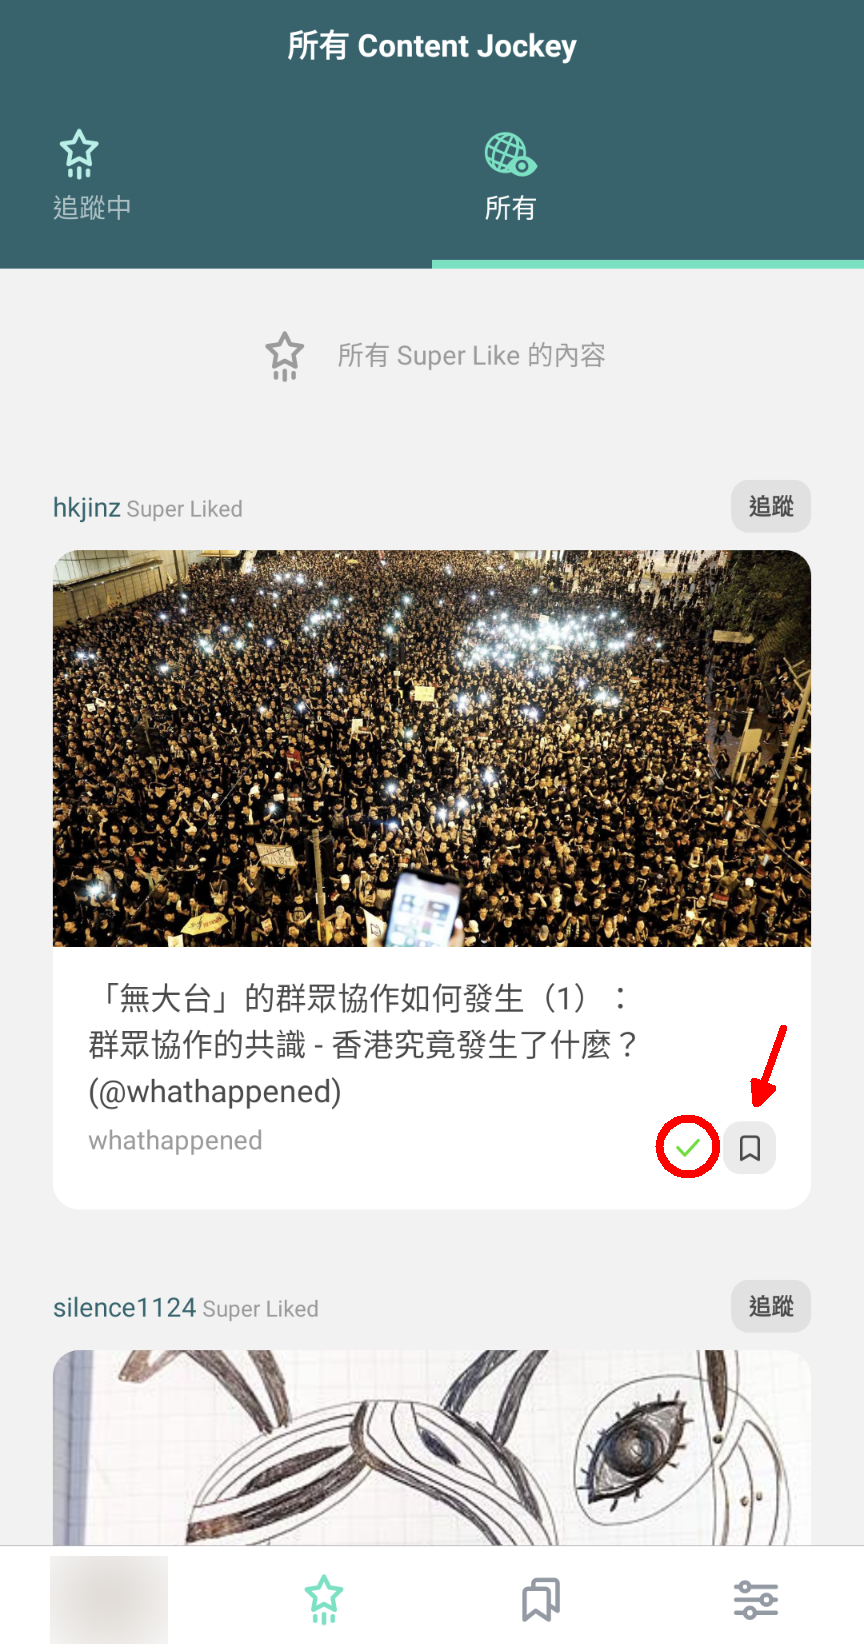 所有 Content Jockey
追蹤中
所有
所有 Super Like 的內容
hkjinz Super Liked
追蹤
「無大台」的群眾協作如何發生（1）：
群眾協作的共識 - 香港究竟發生了什麼？
(@whathappened)
whathappened
silence1124 Super Liked
追蹤